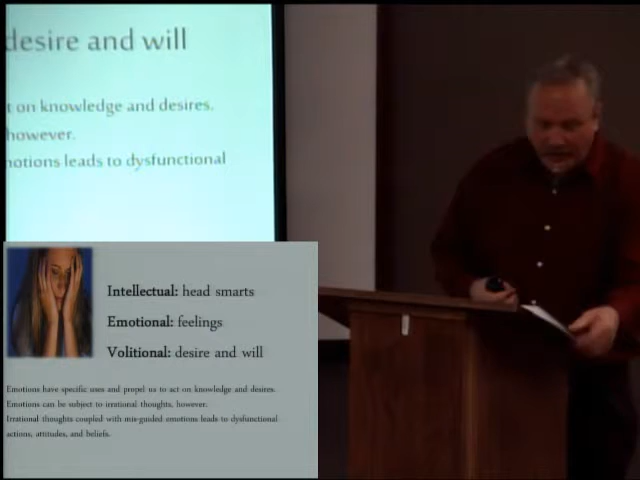 desire and will
t on knowledge and desires.
however.
notions leads to dysfunctional
Intellectual: head smarts
Emotional: feelings
Volitional: desire and will
Emotions have specific uses and propel us to act on knowledge and desires.
Emotions can be subject to irrational thoughts, however.
Irrational thoughts coupled with mis-guided emotions leads to dysfunctional
actions, attitudes, and beliefs.